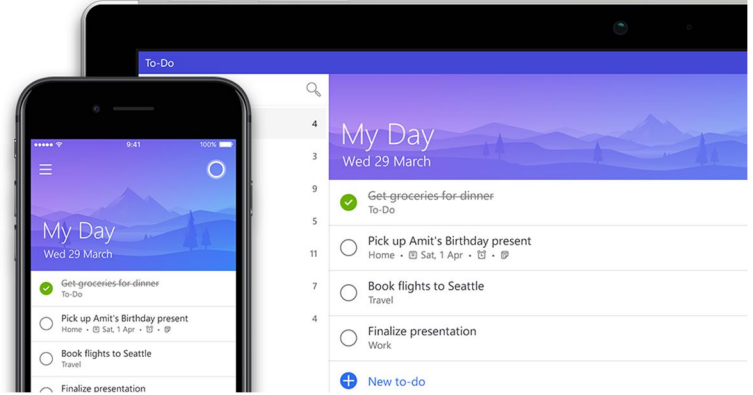 To-Do
4
3
9
5
11
7
4
My Day
Wed 29 March
Get groceries for dinner
To-Do
Pick up Amit's Birthday present
Home • Sat, 1 Apr • •
Book flights to Seattle
Travel
Finalize presentation
Work
New to-do
9:41
100%
My Day
Wed 29 March
Get groceries for dinner
To-Do
Pick up Amit's Birthday present
Home • Sat, 1 Apr • •
Book flights to Seattle
Travel
Finalize presentation